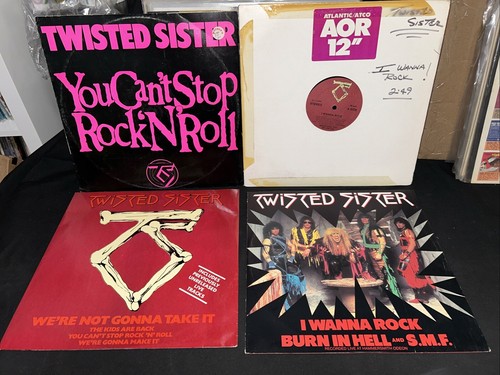 TWISTED SISTER
You Can't Stop
Rock 'N' Roll
ATLANTIC/ATCO
AOR
12"
TWISTED
SISTER
I WANNA
ROCK!
2:49
TWISTED SISTER
INCLUDES
PREVIOUSLY
UNRELEASED
LIVE
TRACKS
WE'RE NOT GONNA TAKE IT
THE KIDS ARE BACK
YOU CAN'T STOP ROCK 'N' ROLL
WE'RE GONNA MAKE IT
TWISTED SISTER
I WANNA ROCK
BURN IN HELL AND S.M.F.
RECORDED LIVE AT HAMMERSMITH ODEON